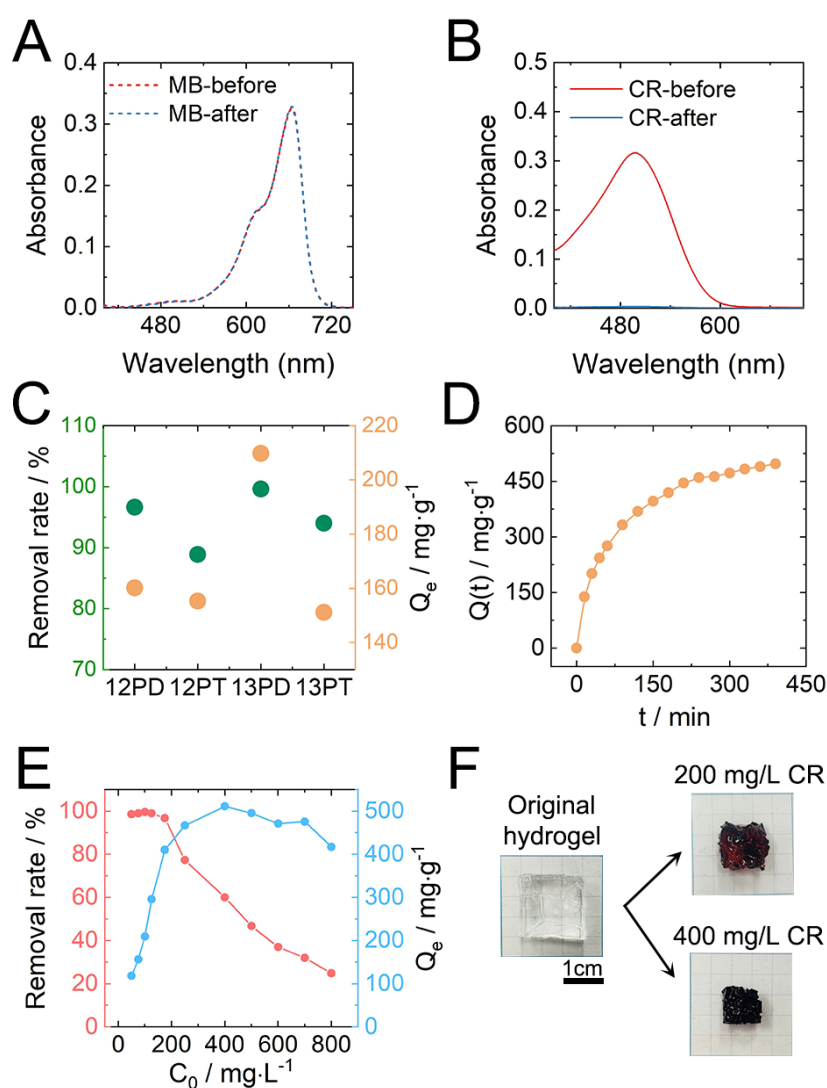 A
MB-before
MB-after
Absorbance
0.4
0.3
0.2
0.1
0.0
480
600
720
Wavelength (nm)
B
CR-before
CR-after
Absorbance
0.5
0.4
0.3
0.2
0.1
0.0
480
600
Wavelength (nm)
C
Removal rate / %
110
100
90
80
70
12PD
12PT
13PD
13PT
220
200
180
160
140
Qe / mg·g⁻¹
D
Q(t) / mg·g⁻¹
600
450
300
150
0
0
150
300
450
t / min
E
Removal rate / %
100
80
60
40
20
0
0
200
400
600
800
C₀ / mg·L⁻¹
500
400
300
200
100
0
Qe / mg·g⁻¹
F
Original
hydrogel
1cm
200 mg/L CR
400 mg/L CR